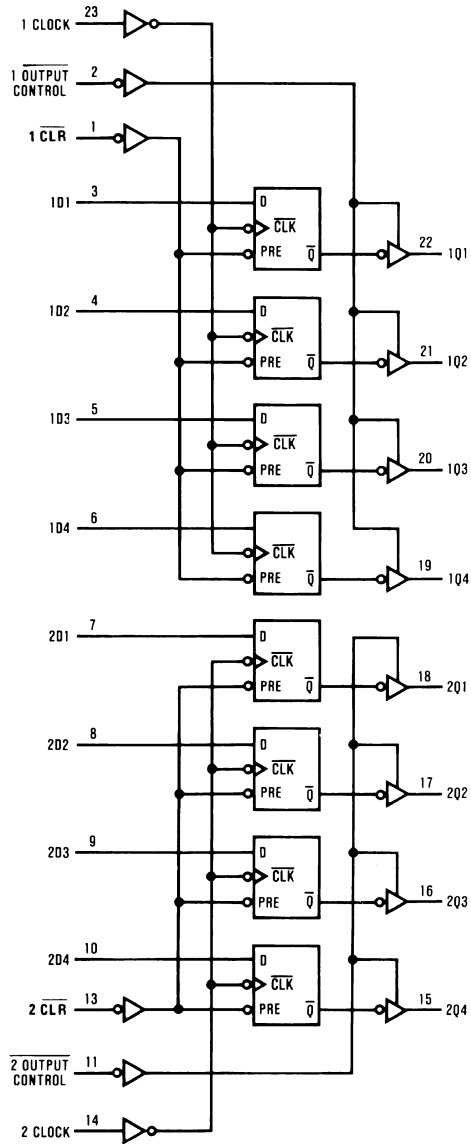 23
1 CLOCK
2
1 OUTPUT
CONTROL
1
1 CLR
3
1D1
D
CLK
PRE
Q
22
1Q1
4
1D2
D
CLK
PRE
Q
21
1Q2
5
1D3
D
CLK
PRE
Q
20
1Q3
6
1D4
D
CLK
PRE
Q
19
1Q4
7
2D1
D
CLK
PRE
Q
18
2Q1
8
2D2
D
CLK
PRE
Q
17
2Q2
9
2D3
D
CLK
PRE
Q
16
2Q3
10
2D4
D
CLK
PRE
Q
15
2Q4
13
2 CLR
11
2 OUTPUT
CONTROL
14
2 CLOCK